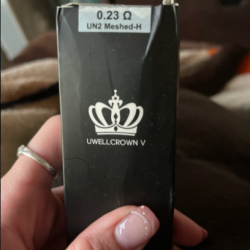 0.23 Ω
UN2 Meshed-H
UWELLCROWN V